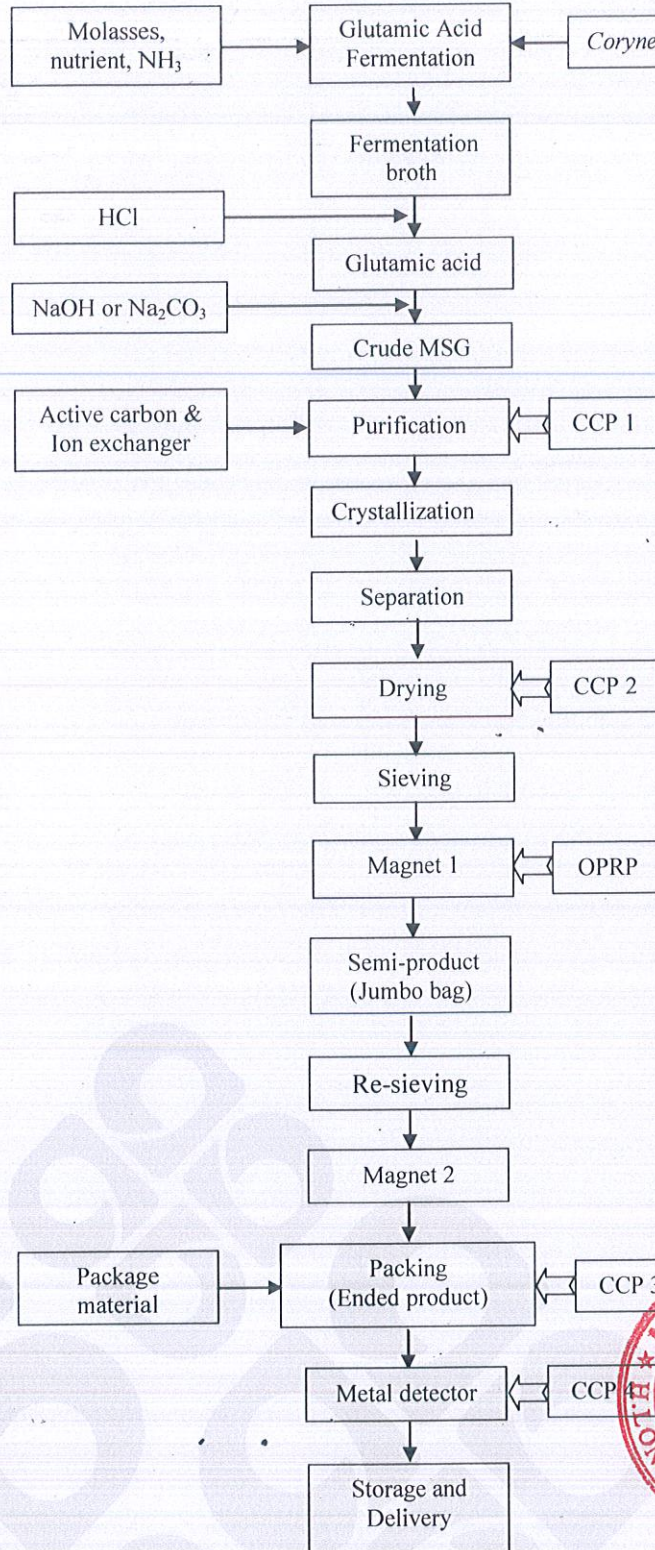 Molasses,
nutrient, NH₃
Glutamic Acid
Fermentation
Coryne
Fermentation
broth
HCl
Glutamic acid
NaOH or Na₂CO₃
Crude MSG
Active carbon &
Ion exchanger
Purification
CCP 1
Crystallization
Separation
Drying
CCP 2
Sieving
Magnet 1
OPRP
Semi-product
(Jumbo bag)
Re-sieving
Magnet 2
Package
material
Packing
(Ended product)
CCP 3
Metal detector
CCP 4
H.LON
Storage and
Delivery